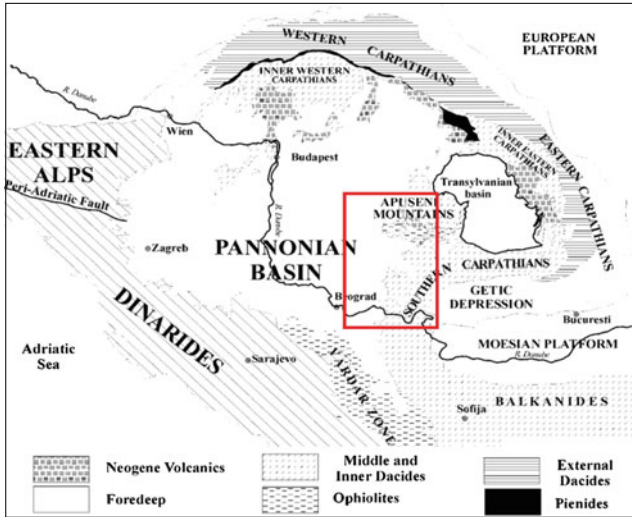 WESTERN
CARPATHIANS
EUROPEAN
PLATFORM
INNER WESTERN
CARPATHIANS
R. Danube
Wien
INNER EASTERN
CARPATHIANS
EASTERN
CARPATHIANS
EASTERN
ALPS
Budapest
Transylvanian
basin
Peri-Adriatic Fault
APUSENI
MOUNTAINS
R. Danube
Zagreb
PANNONIAN
BASIN
SOUTHERN
CARPATHIANS
GETIC
DEPRESSION
Beograd
Bucuresti
DINARIDES
MOESIAN PLATFORM
R. Danube
Adriatic
Sea
Sarajevo
VARDAR ZONE
BALKANIDES
Sofija
Neogene Volcanics
Middle and
Inner Dacides
External
Dacides
Foredeep
Ophiolites
Pienides